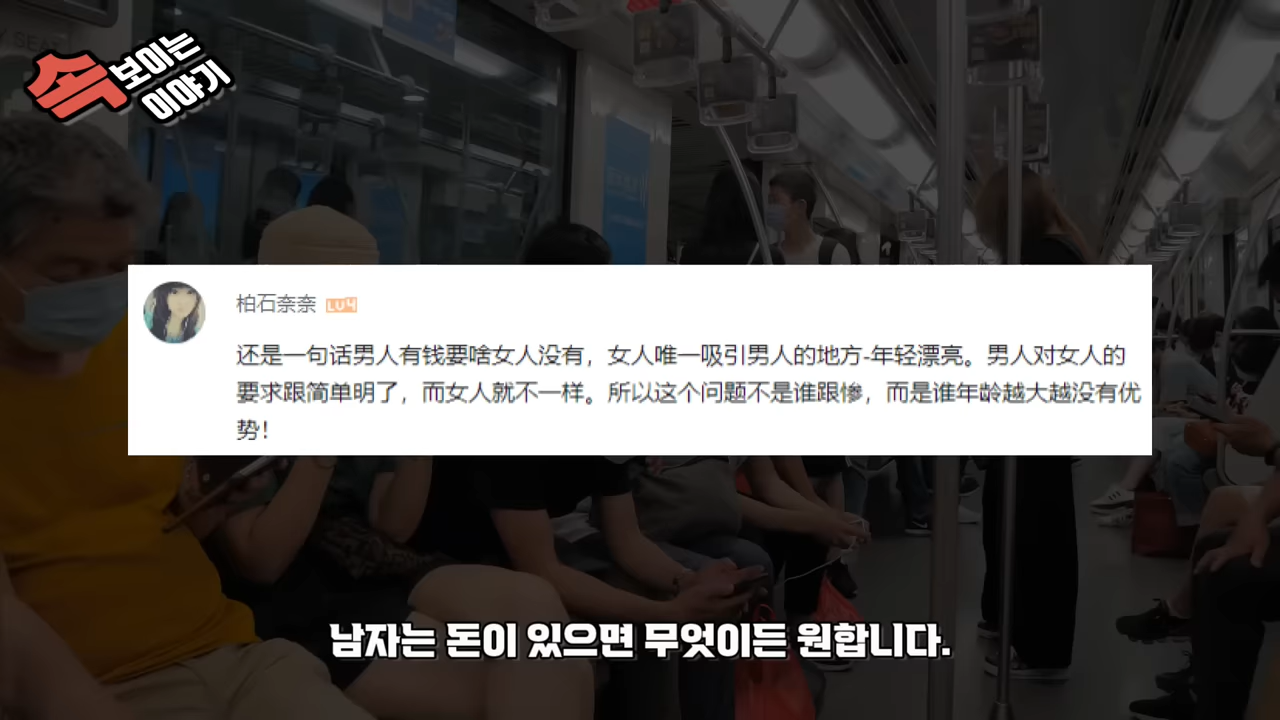 속
보이는
이야기
柏石奈奈 LV4
还是一句话男人有钱要啥女人没有，女人唯一吸引男人的地方-年轻漂亮。男人对女人的
要求跟简单明了，而女人就不一样。所以这个问题不是谁跟惨，而是谁年龄越大越没有优
势！
남자는 돈이 있으면 무엇이든 원합니다.